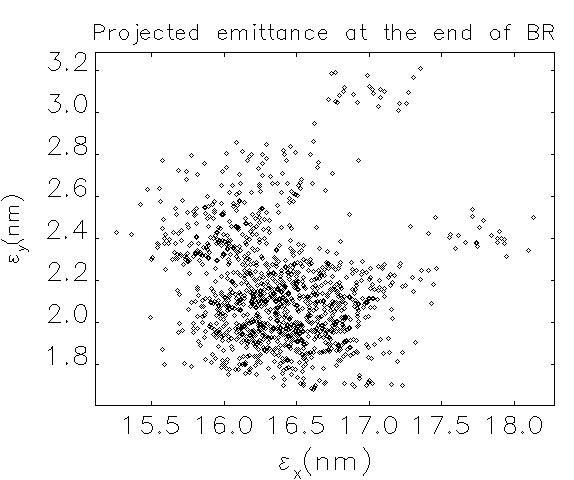 Projected emittance at the end of BR
3.2
3.0
2.8
2.6
2.4
2.2
2.0
1.8
εy(nm)
15.5 16.0 16.5 17.0 17.5 18.0
εx(nm)